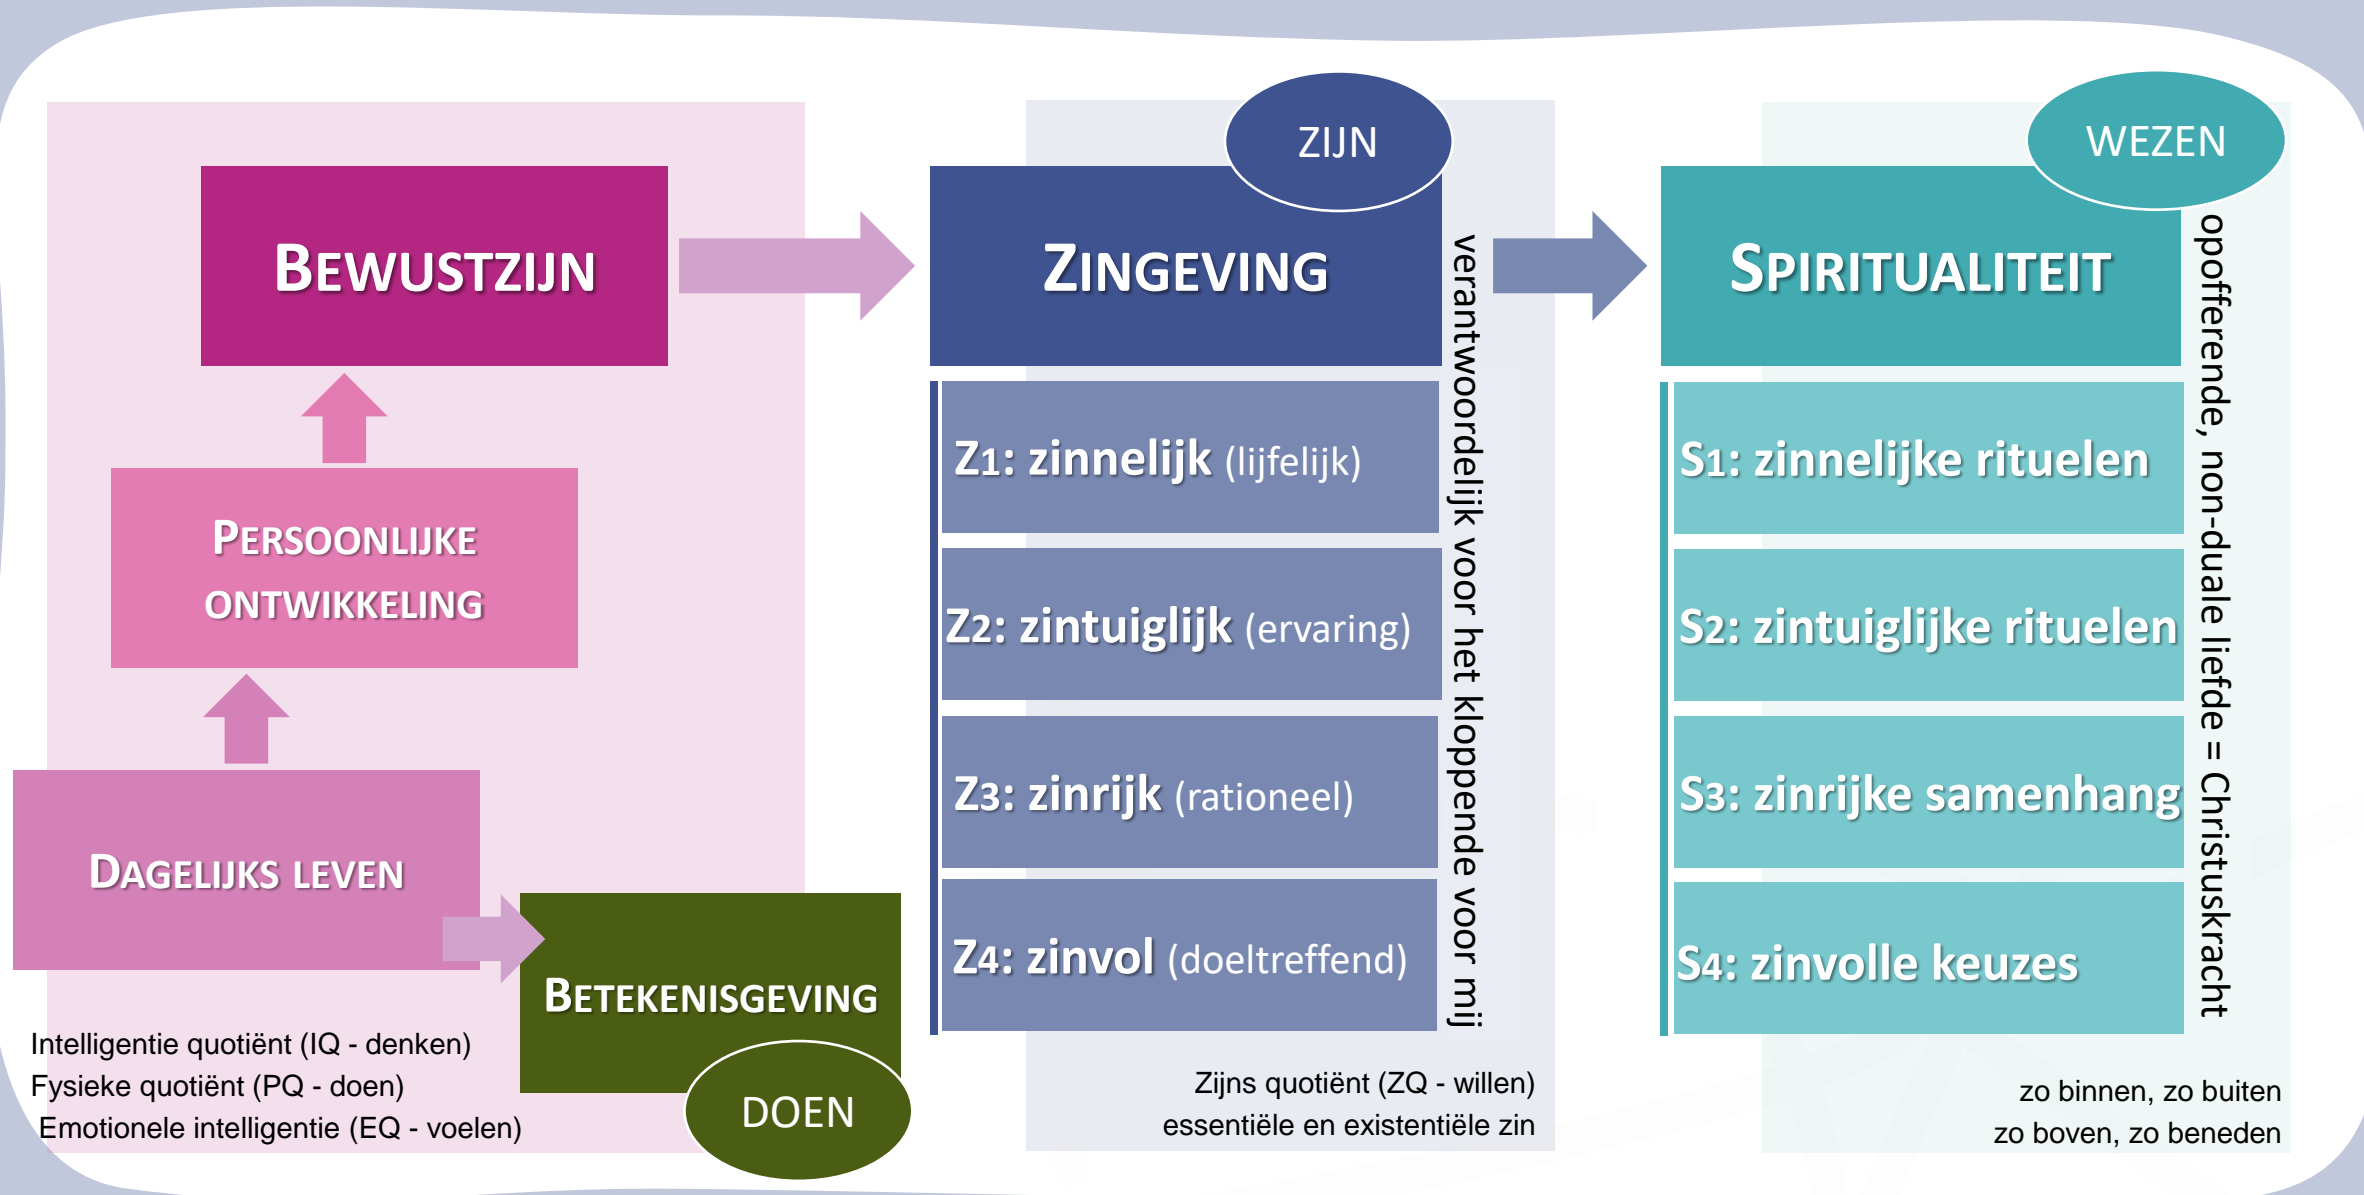 BEWUSTZIJN
PERSOONLIJKE
ONTWIKKELING
DAGELIJKS LEVEN
BETEKENISGEVING
DOEN
Intelligentie quotiënt (IQ - denken)
Fysieke quotiënt (PQ - doen)
Emotionele intelligentie (EQ - voelen)
ZIJN
ZINGEVING
Z1: zinnelijk (lijfelijk)
Z2: zintuiglijk (ervaring)
Z3: zinrijk (rationeel)
Z4: zinvol (doeltreffend)
verantwoordelijk voor het kloppende voor mij
Zijns quotiënt (ZQ - willen)
essentiële en existentiële zin
WEZEN
SPIRITUALITEIT
S1: zinnelijke rituelen
S2: zintuiglijke rituelen
S3: zinrijke samenhang
S4: zinvolle keuzes
opofferende, non-duale liefde = Christuskracht
zo binnen, zo buiten
zo boven, zo beneden